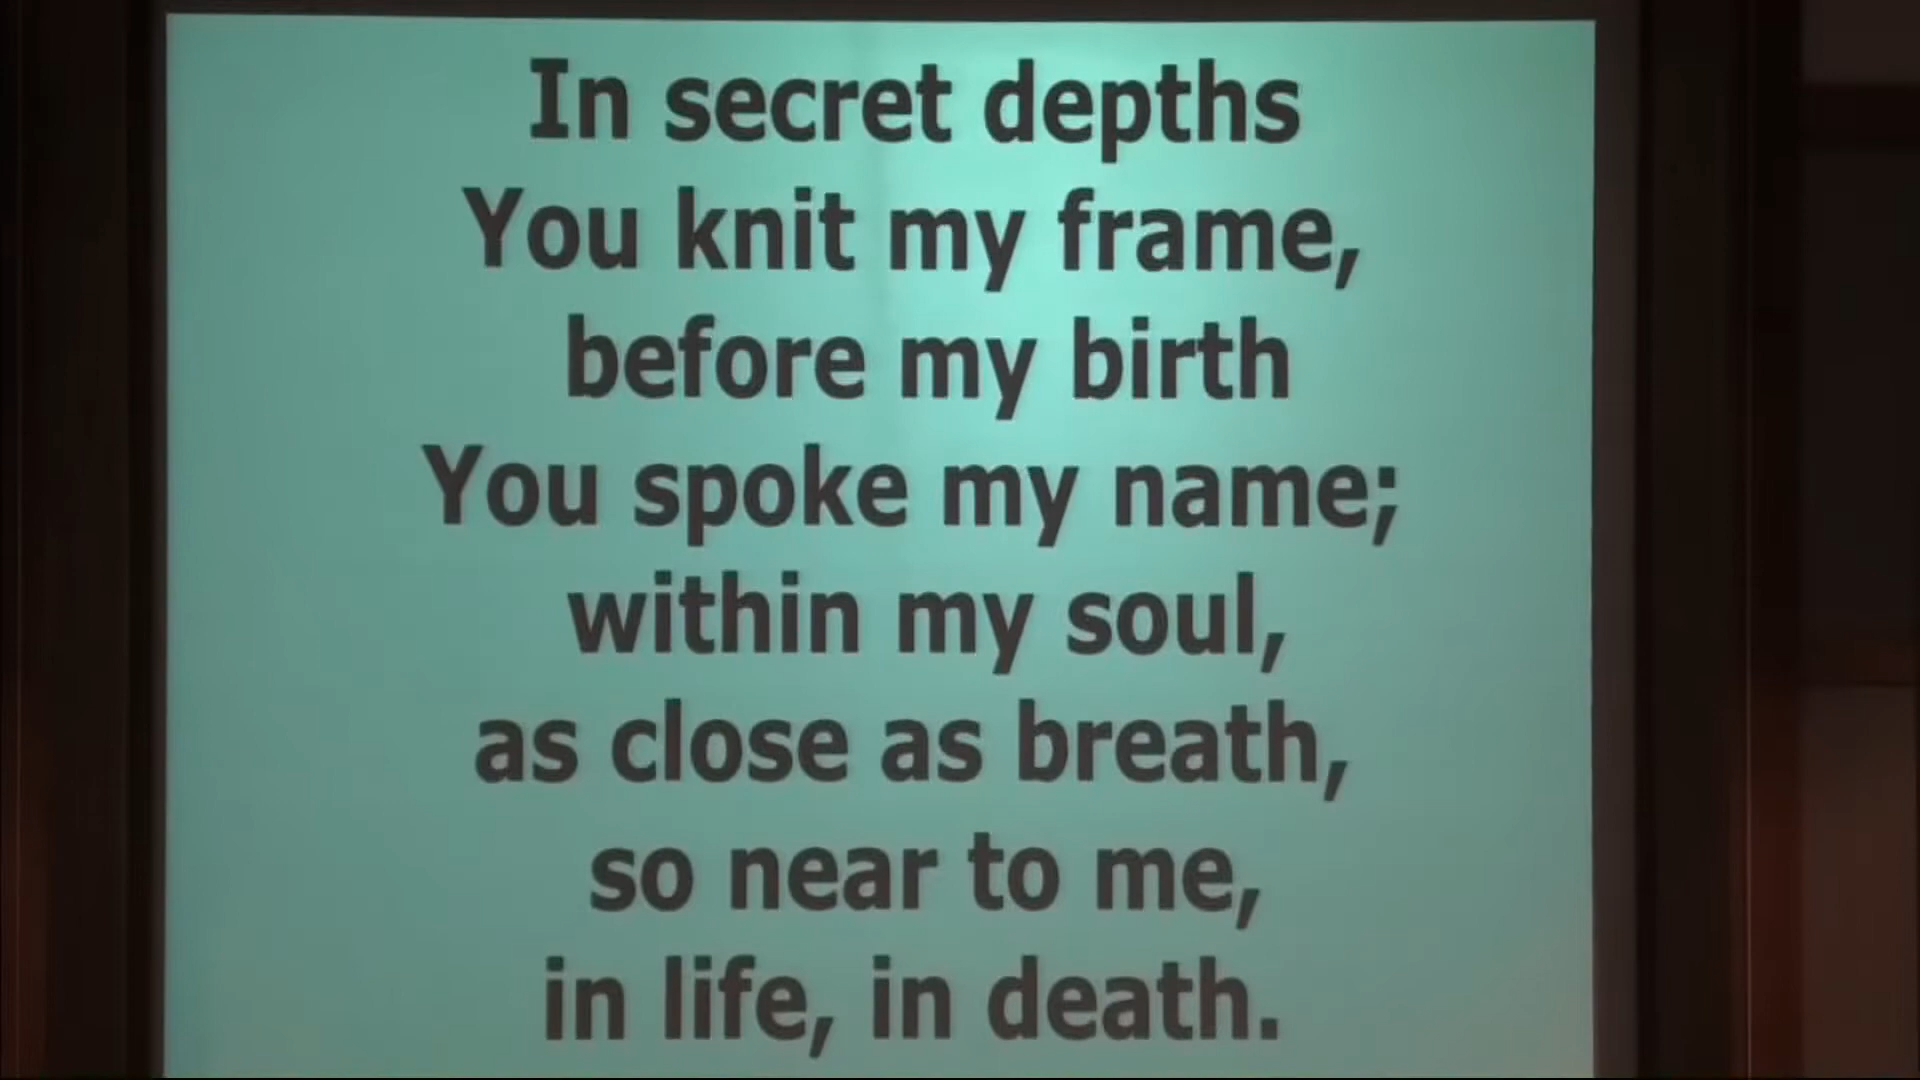 In secret depths
You knit my frame,
before my birth
You spoke my name;
within my soul,
as close as breath,
so near to me,
in life, in death.